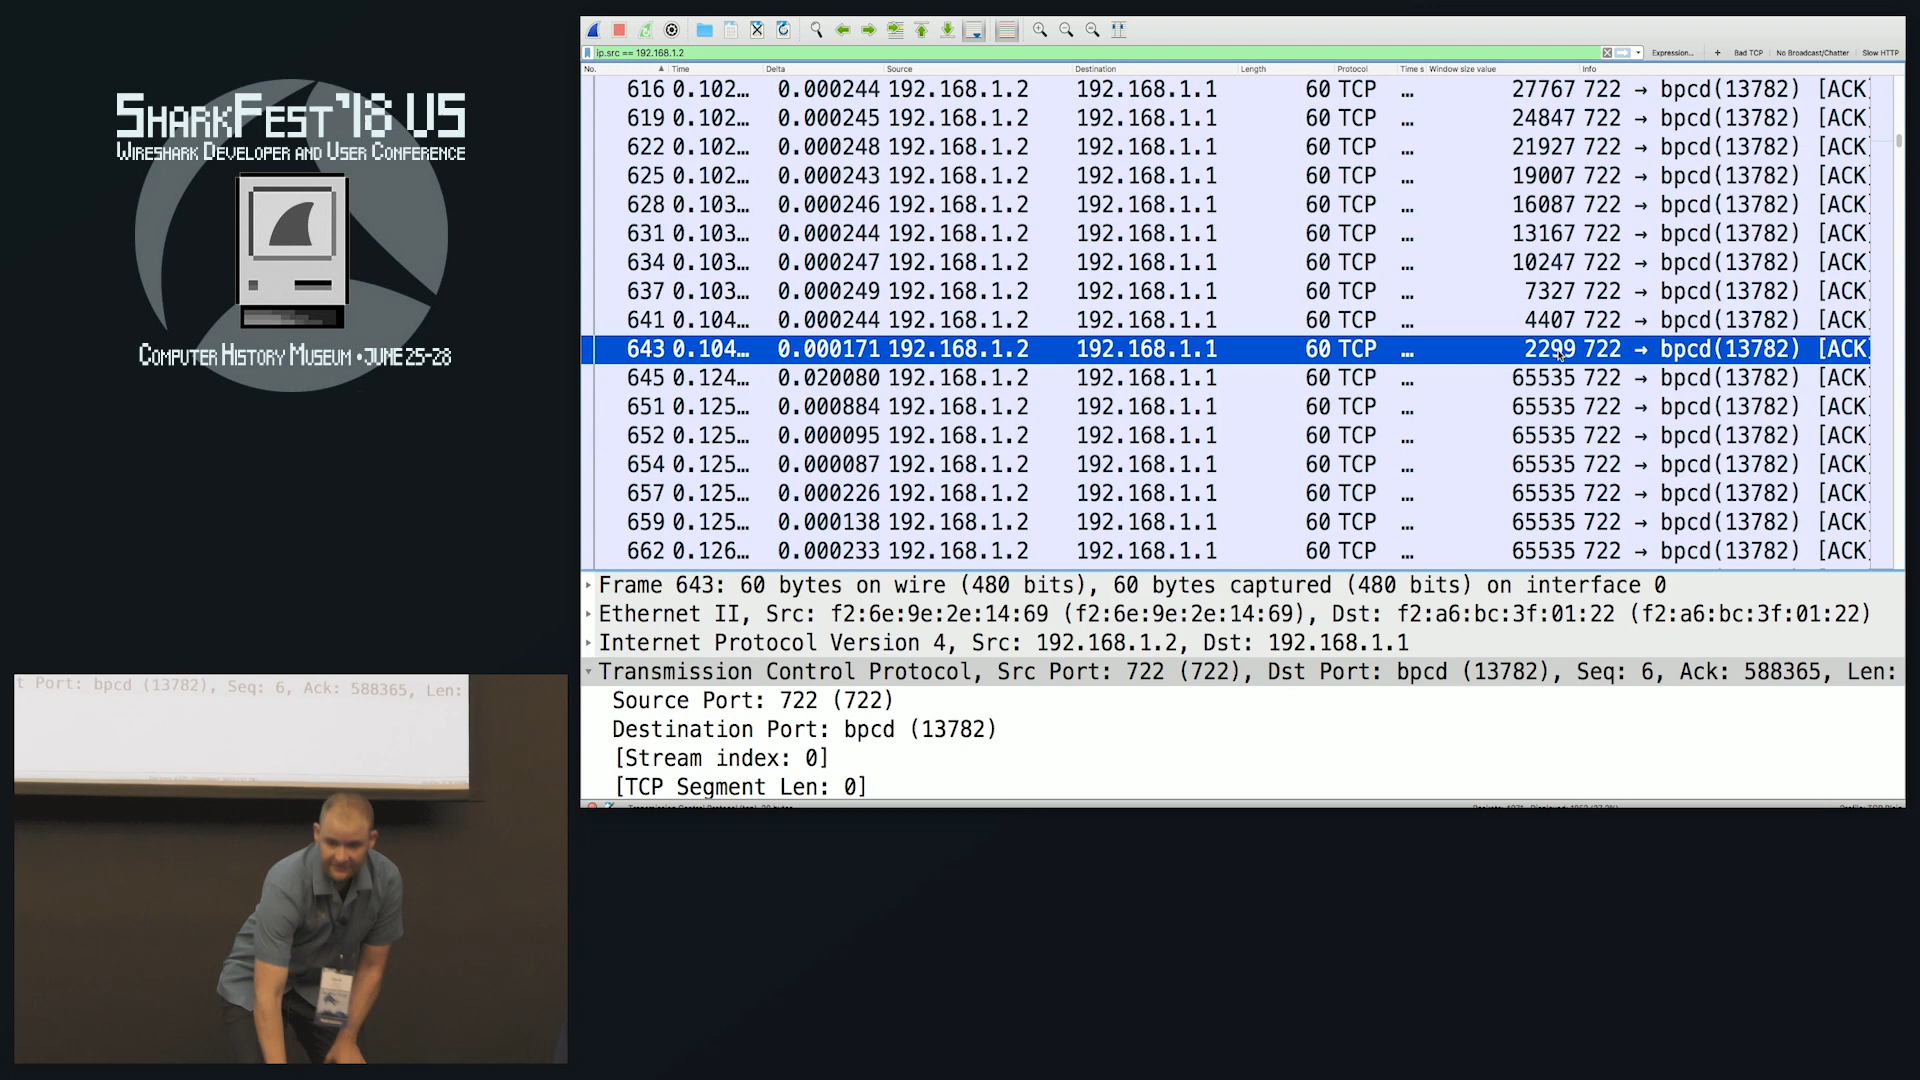 SHARKFEST'18 US
WIRESHARK DEVELOPER AND USER CONFERENCE
COMPUTER HISTORY MUSEUM • JUNE 25-28
ip.src == 192.168.1.2
Expression... + Bad TCP No Broadcast/Chatter Slow HTTP
No. Time Delta Source Destination Length Protocol Time s Window size value Info
616 0.102… 0.000244 192.168.1.2 192.168.1.1 60 TCP … 27767 722 → bpcd(13782) [ACK]
619 0.102… 0.000245 192.168.1.2 192.168.1.1 60 TCP … 24847 722 → bpcd(13782) [ACK]
622 0.102… 0.000248 192.168.1.2 192.168.1.1 60 TCP … 21927 722 → bpcd(13782) [ACK]
625 0.102… 0.000243 192.168.1.2 192.168.1.1 60 TCP … 19007 722 → bpcd(13782) [ACK]
628 0.103… 0.000246 192.168.1.2 192.168.1.1 60 TCP … 16087 722 → bpcd(13782) [ACK]
631 0.103… 0.000244 192.168.1.2 192.168.1.1 60 TCP … 13167 722 → bpcd(13782) [ACK]
634 0.103… 0.000247 192.168.1.2 192.168.1.1 60 TCP … 10247 722 → bpcd(13782) [ACK]
637 0.103… 0.000249 192.168.1.2 192.168.1.1 60 TCP … 7327 722 → bpcd(13782) [ACK]
641 0.104… 0.000244 192.168.1.2 192.168.1.1 60 TCP … 4407 722 → bpcd(13782) [ACK]
643 0.104… 0.000171 192.168.1.2 192.168.1.1 60 TCP … 2299 722 → bpcd(13782) [ACK]
645 0.124… 0.020080 192.168.1.2 192.168.1.1 60 TCP … 65535 722 → bpcd(13782) [ACK]
651 0.125… 0.000884 192.168.1.2 192.168.1.1 60 TCP … 65535 722 → bpcd(13782) [ACK]
652 0.125… 0.000095 192.168.1.2 192.168.1.1 60 TCP … 65535 722 → bpcd(13782) [ACK]
654 0.125… 0.000087 192.168.1.2 192.168.1.1 60 TCP … 65535 722 → bpcd(13782) [ACK]
657 0.125… 0.000226 192.168.1.2 192.168.1.1 60 TCP … 65535 722 → bpcd(13782) [ACK]
659 0.125… 0.000138 192.168.1.2 192.168.1.1 60 TCP … 65535 722 → bpcd(13782) [ACK]
662 0.126… 0.000233 192.168.1.2 192.168.1.1 60 TCP … 65535 722 → bpcd(13782) [ACK]
Frame 643: 60 bytes on wire (480 bits), 60 bytes captured (480 bits) on interface 0
Ethernet II, Src: f2:6e:9e:2e:14:69 (f2:6e:9e:2e:14:69), Dst: f2:a6:bc:3f:01:22 (f2:a6:bc:3f:01:22)
Internet Protocol Version 4, Src: 192.168.1.2, Dst: 192.168.1.1
Transmission Control Protocol, Src Port: 722 (722), Dst Port: bpcd (13782), Seq: 6, Ack: 588365, Len:
Source Port: 722 (722)
Destination Port: bpcd (13782)
[Stream index: 0]
[TCP Segment Len: 0]
t Port: bpcd (13782), Seq: 6, Ack: 588365, Len: